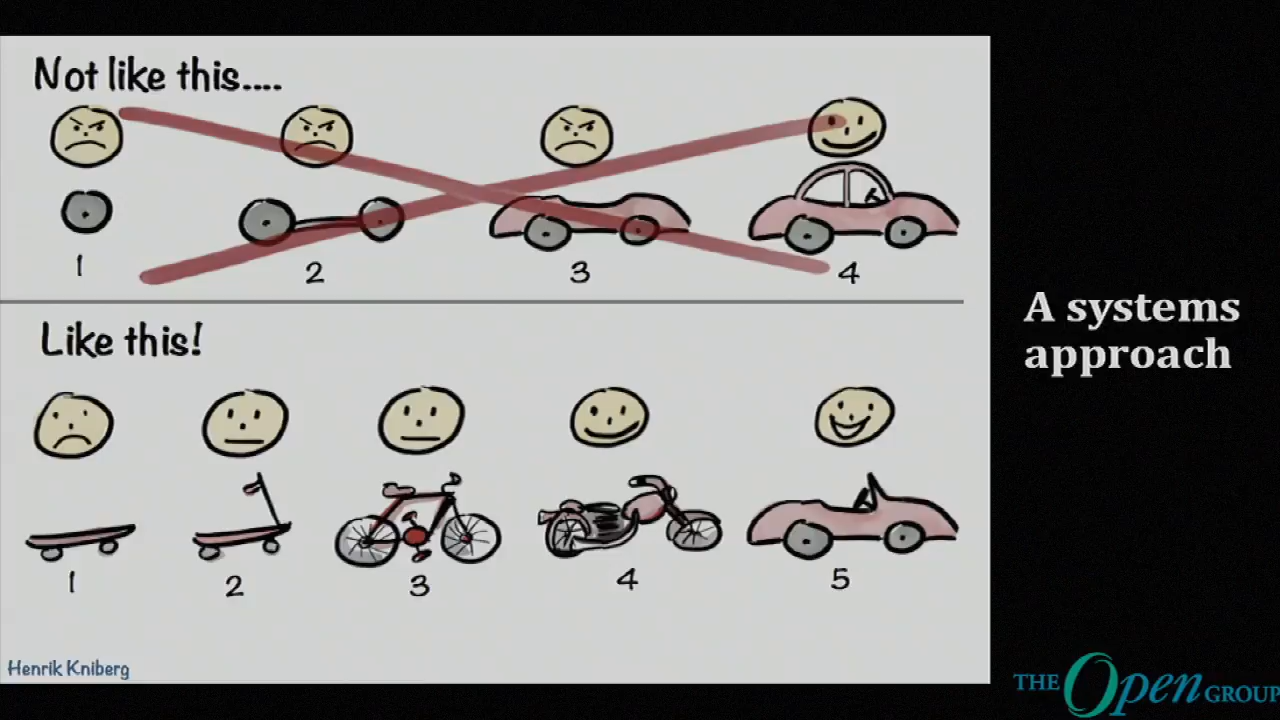 Not like this....
1
2
3
4
Like this!
1
2
3
4
5
Henrik Kniberg
A systems
approach
THE Open GROUP